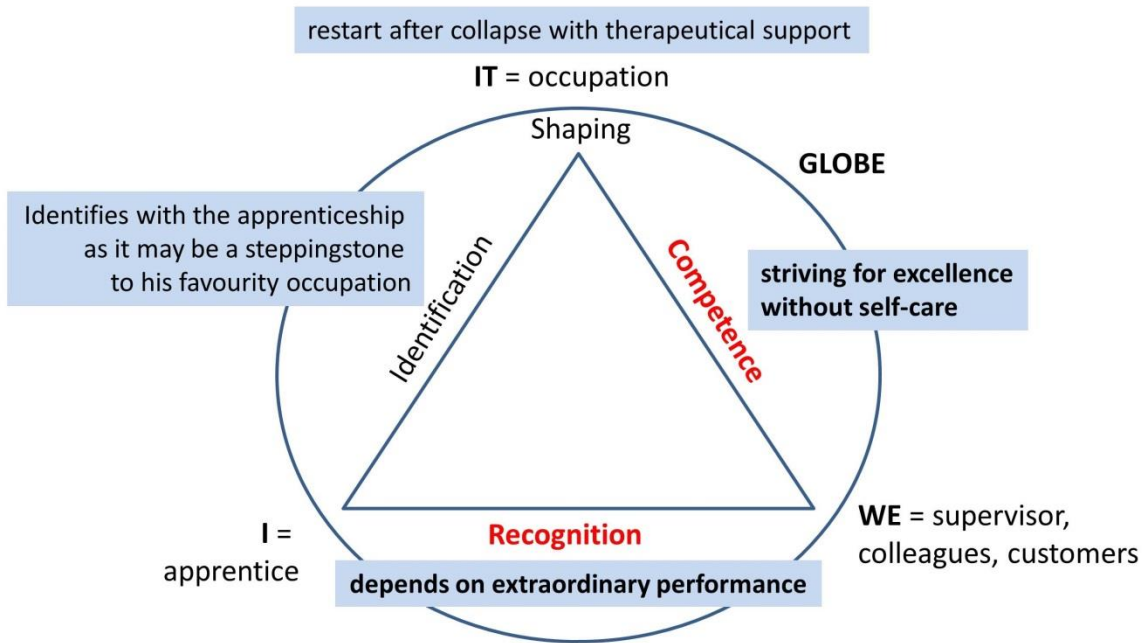 restart after collapse with therapeutical support
IT = occupation
Shaping
GLOBE
Identifies with the apprenticeship
as it may be a steppingstone
to his favourity occupation
Identification
Competence
striving for excellence
without self-care
I =
apprentice
Recognition
depends on extraordinary performance
WE = supervisor,
colleagues, customers